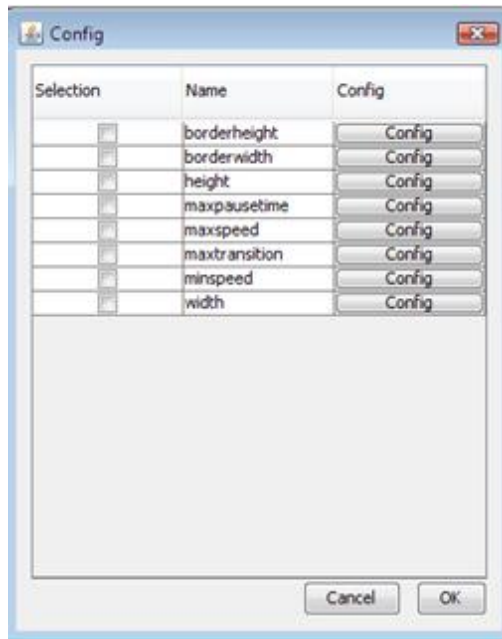 Config
Selection Name Config
borderheight Config
borderwidth Config
height Config
maxpausetime Config
maxspeed Config
maxtransition Config
minspeed Config
width Config
Cancel OK